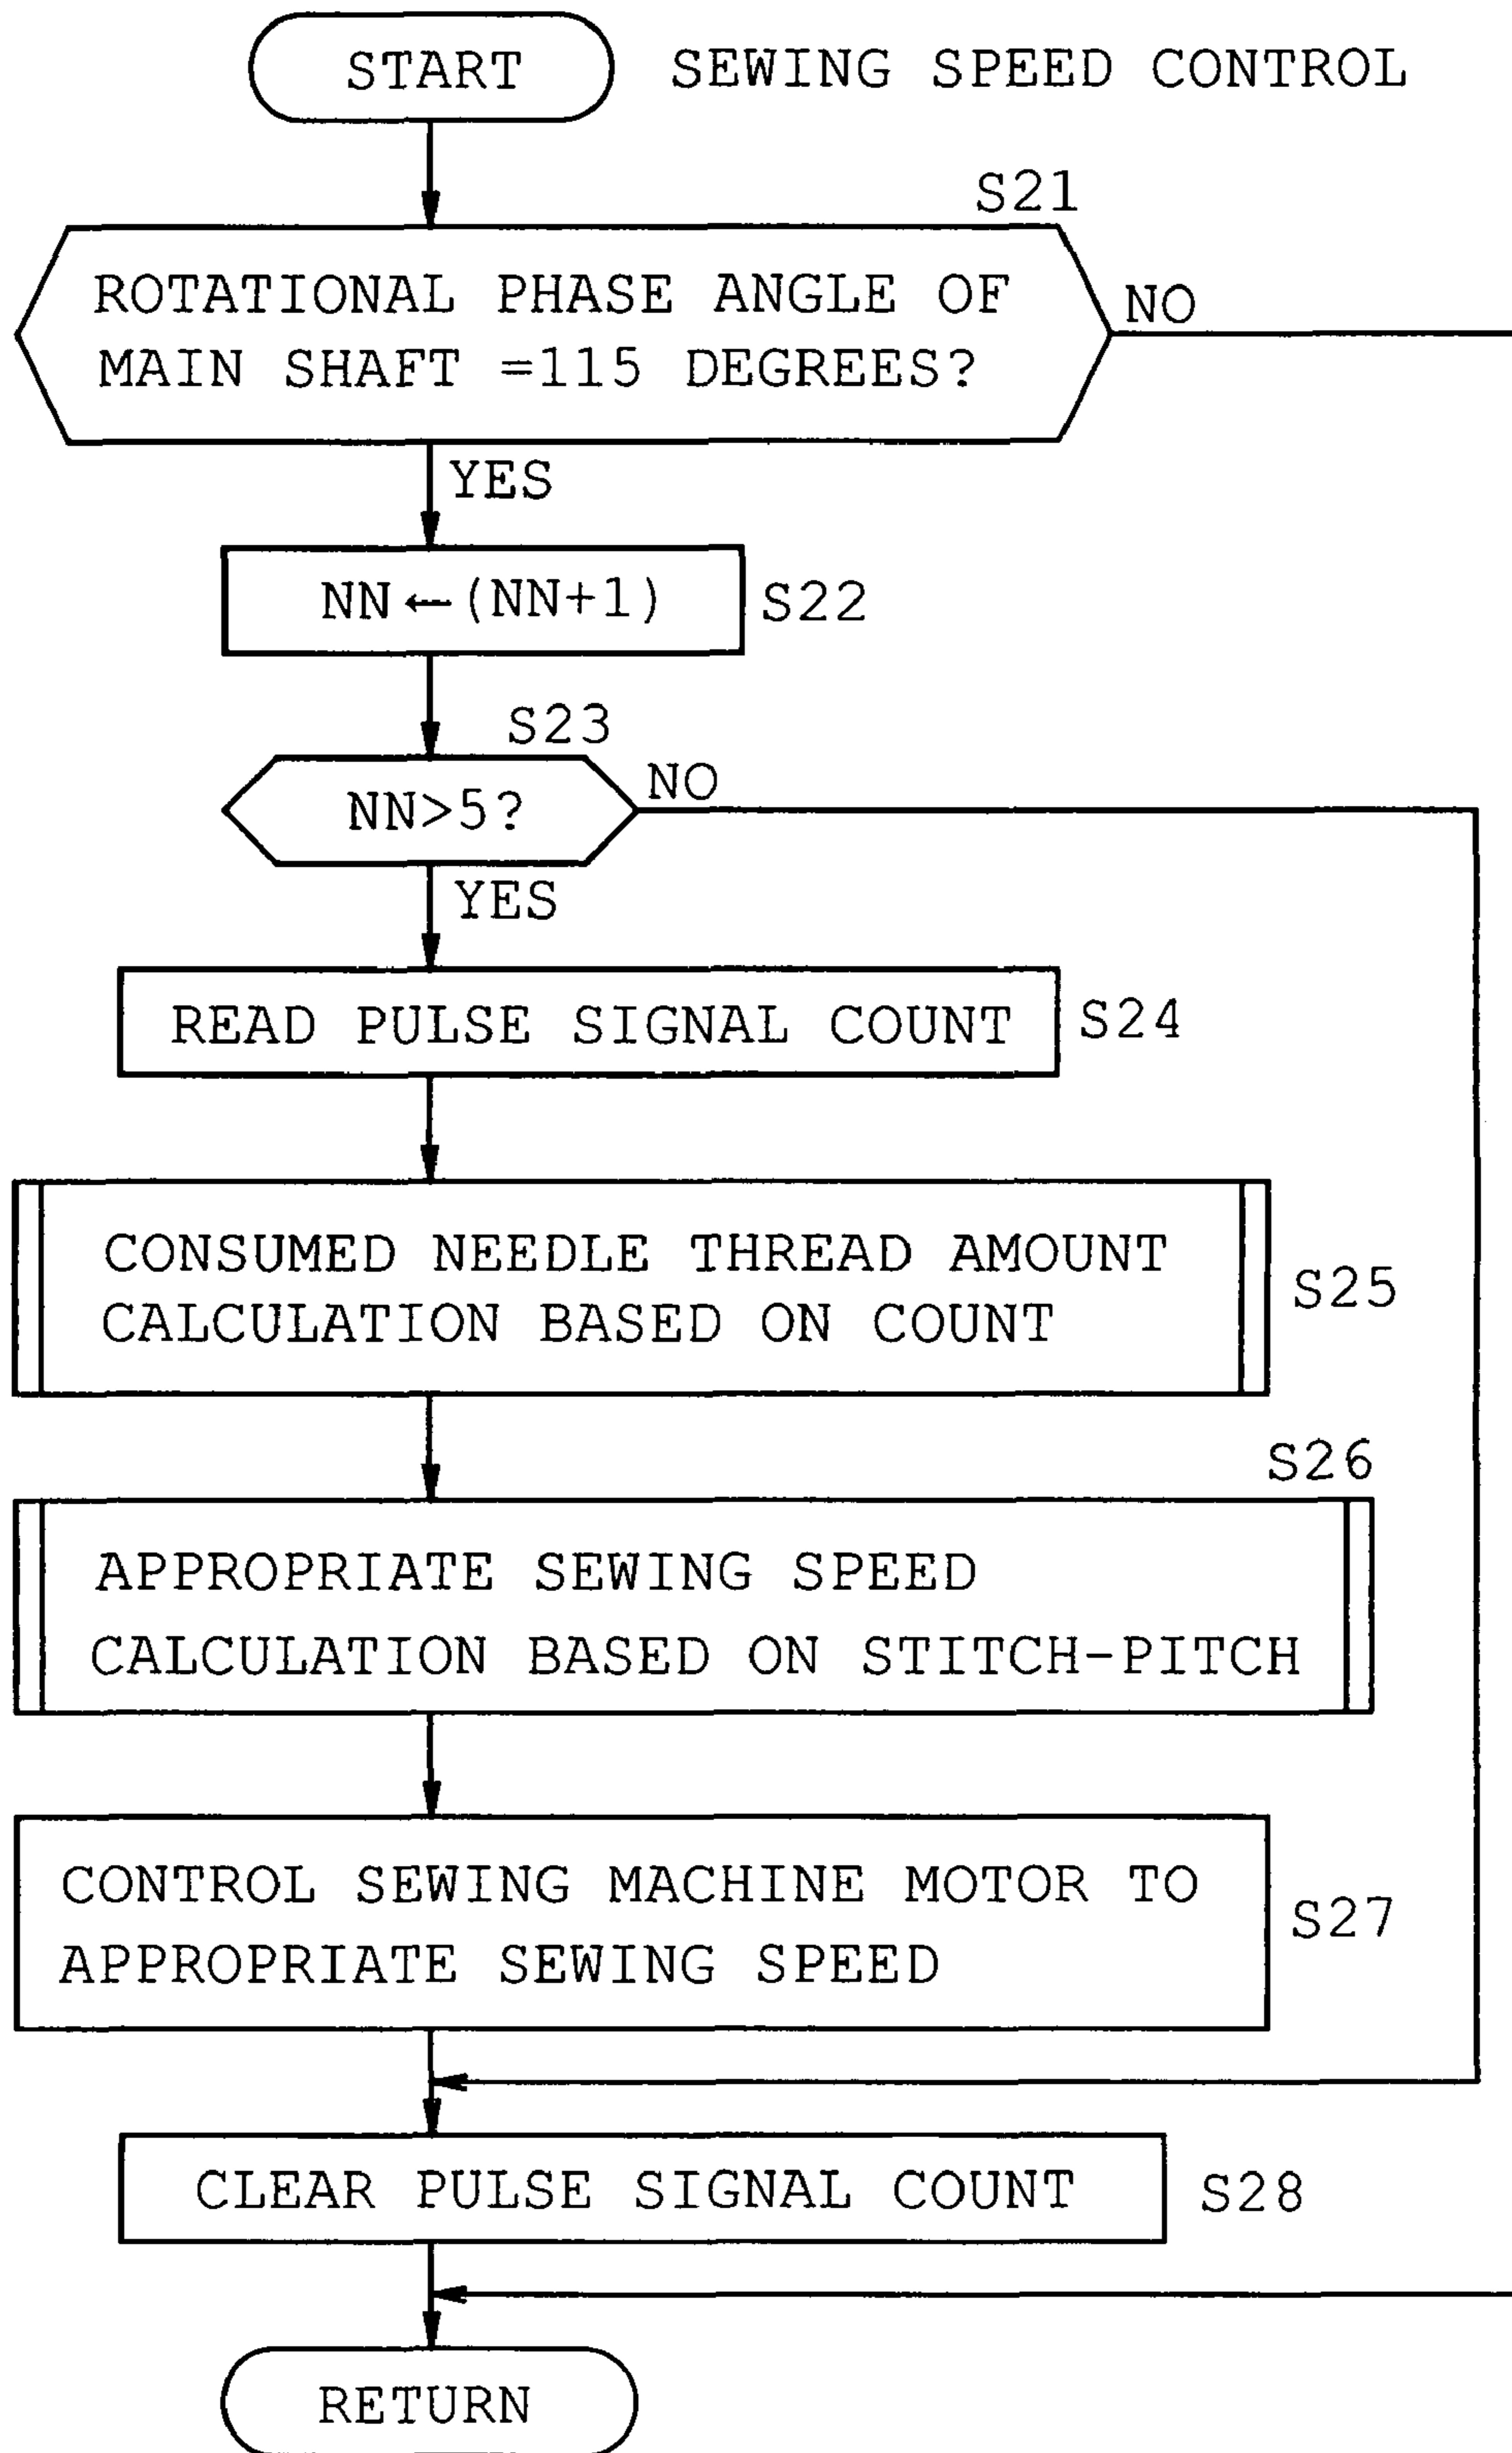 START
SEWING SPEED CONTROL
S21
ROTATIONAL PHASE ANGLE OF
MAIN SHAFT =115 DEGREES?
NO
YES
NN←(NN+1)
S22
S23
NN>5?
NO
YES
READ PULSE SIGNAL COUNT
S24
CONSUMED NEEDLE THREAD AMOUNT
CALCULATION BASED ON COUNT
S25
S26
APPROPRIATE SEWING SPEED
CALCULATION BASED ON STITCH-PITCH
CONTROL SEWING MACHINE MOTOR TO
APPROPRIATE SEWING SPEED
S27
CLEAR PULSE SIGNAL COUNT
S28
RETURN